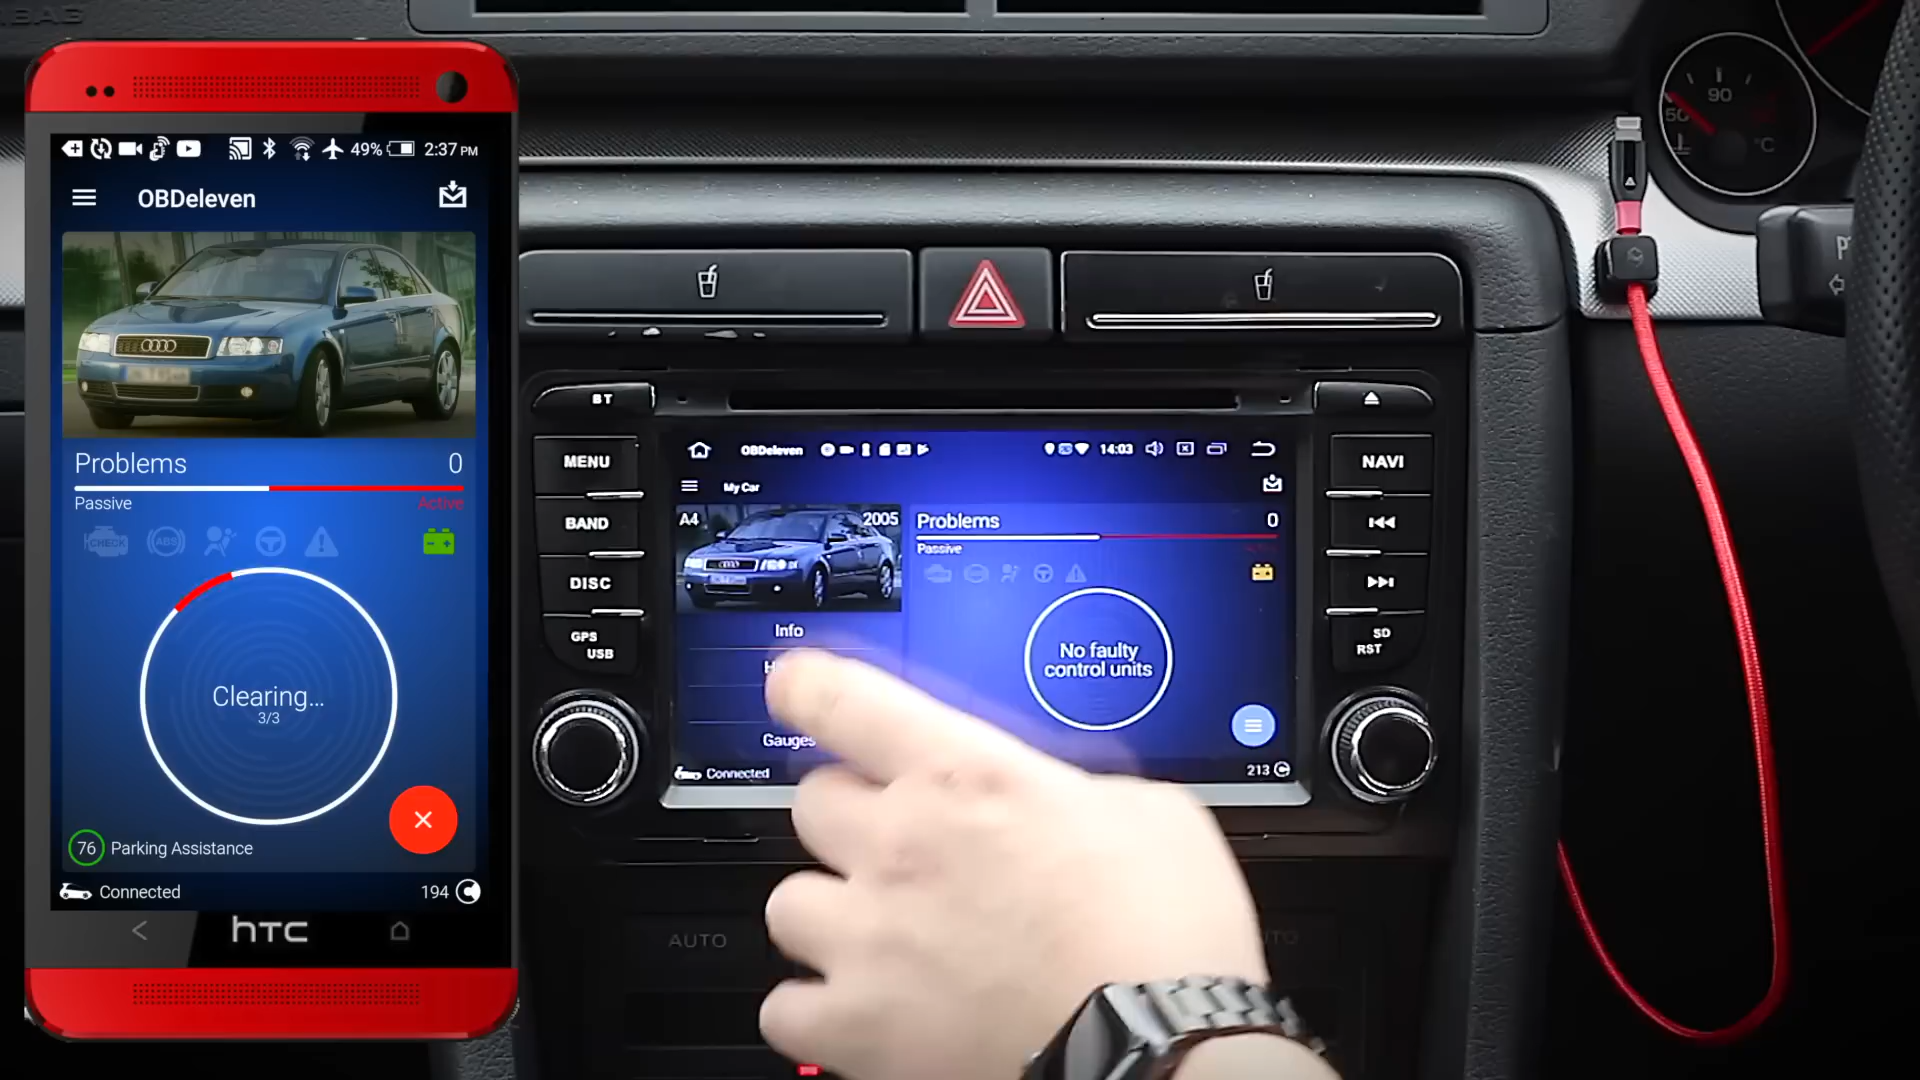 49% 2:37 PM
OBDeleven
Problems 0
Passive Active
CHECK ABS
Clearing...
3/3
76 Parking Assistance
Connected 194
hTC
BT
MENU
BAND
DISC
GPS
USB
OBDeleven 14:03
My Car
A4 2005
Info
Gauges
Connected
Problems 0
Passive
No faulty
control units
213
NAVI
SD
RST
AUTO
50 90 °C